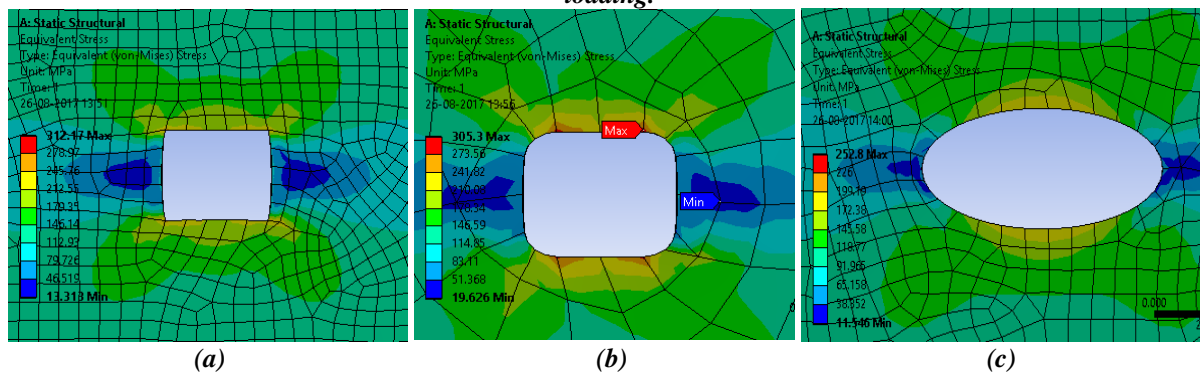 loading.
A: Static Structural
Equivalent Stress
Type: Equivalent (von-Mises) Stress
Unit: MPa
Time: 1
26-08-2017 13:51
312.17 Max
278.97
245.76
212.55
146.14
112.93
79.726
46.519
13.313 Min
(a)
A: Static Structural
Equivalent Stress
Type: Equivalent (von-Mises) Stress
Unit: MPa
Time: 1
26-08-2017 13:56
305.3 Max
273.56
241.82
210.08
178.34
146.59
114.85
83.11
51.368
19.626 Min
Max
Min
(b)
A: Static Structural
Equivalent Stress
Type: Equivalent (von-Mises) Stress
Unit: MPa
Time: 1
26-08-2017 14:00
252.8 Max
226
199.19
172.38
145.58
118.77
91.965
65.158
38.352
11.546 Min
0.000
(c)